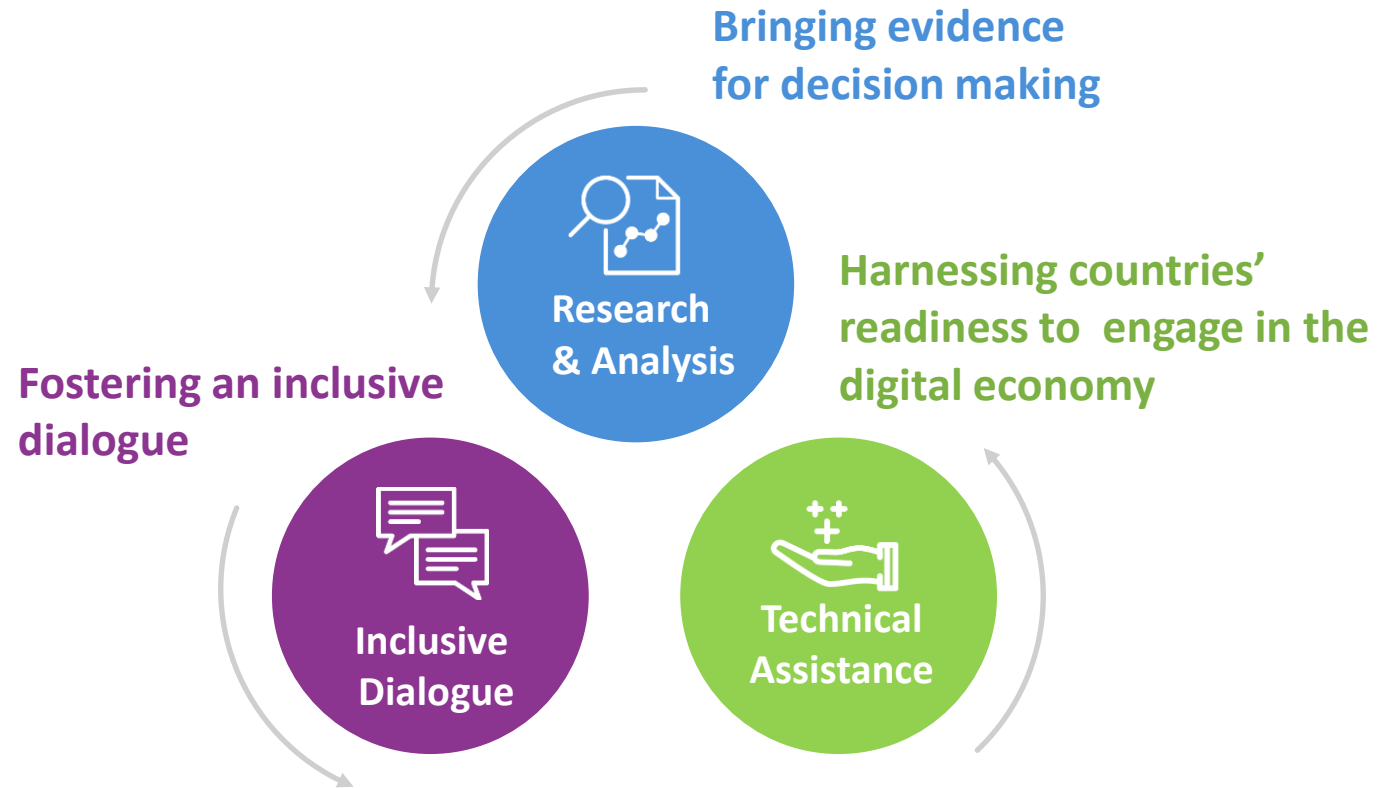 Bringing evidence
for decision making
Research
& Analysis
Harnessing countries’
readiness to  engage in the
digital economy
Fostering an inclusive
dialogue
Inclusive
Dialogue
Technical
Assistance